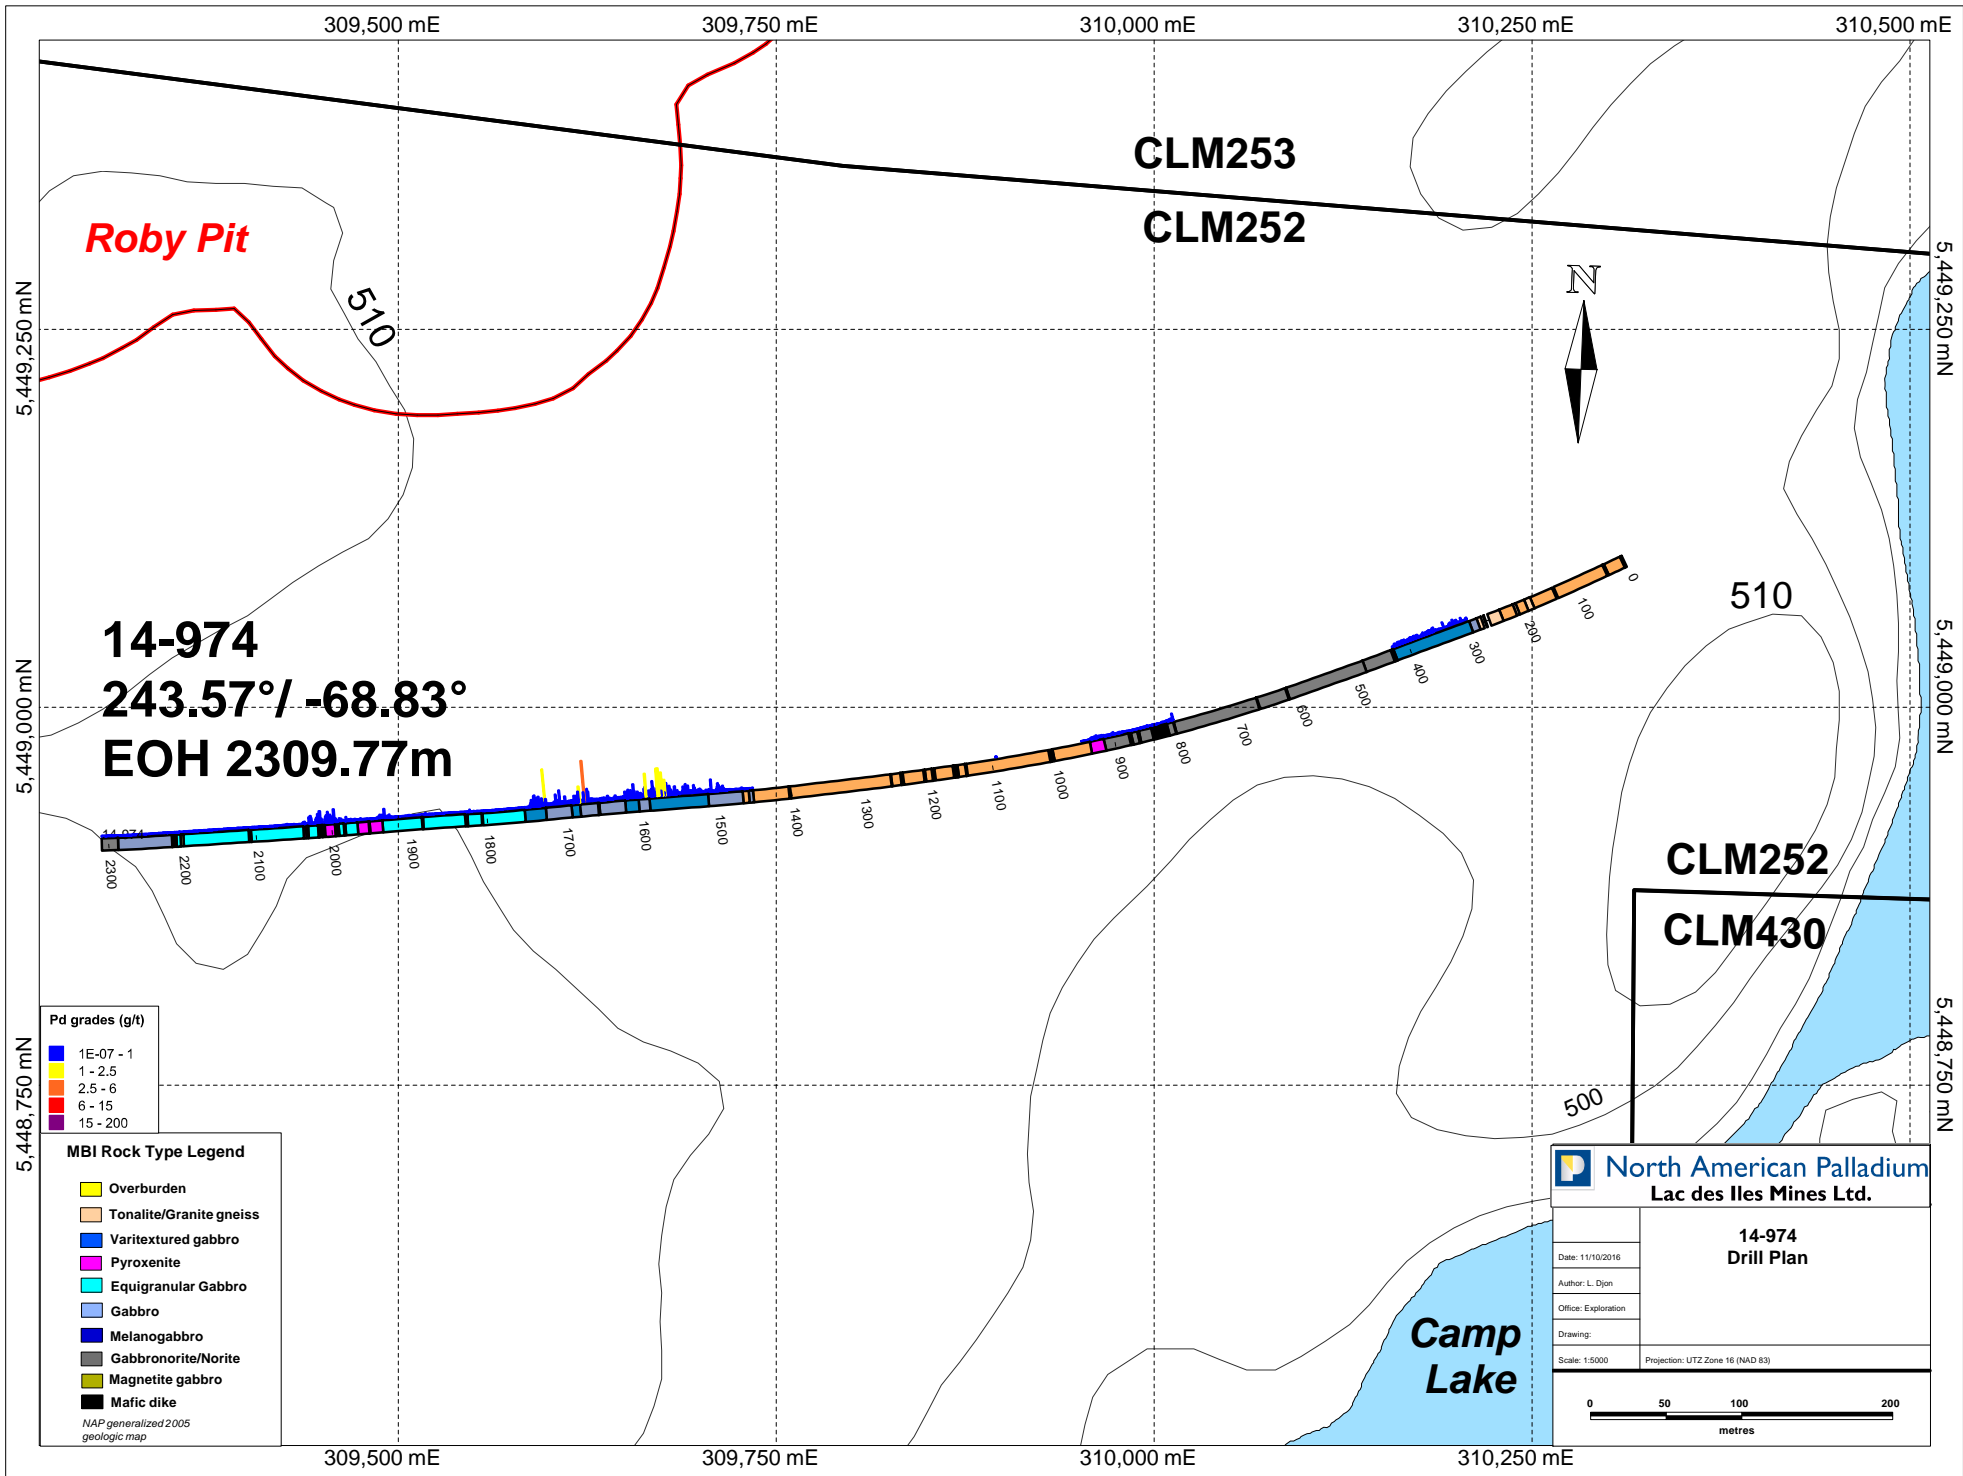 309,500 mE
309,750 mE
310,000 mE
310,250 mE
310,500 mE
CLM253
CLM252
Roby Pit
N
510
5,449,250 mN
5,449,250 mN
510
14-974
243.57°/ -68.83°
EOH 2309.77m
0
100
200
300
400
500
600
700
800
900
1000
1100
1200
1300
1400
1500
1600
1700
1800
1900
2000
2100
2200
2300
14-974
5,449,000 mN
5,449,000 mN
CLM252
CLM430
500
5,448,750 mN
5,448,750 mN
Pd grades (g/t)
1E-07 - 1
1 - 2.5
2.5 - 6
6 - 15
15 - 200
MBI Rock Type Legend
Overburden
Tonalite/Granite gneiss
Varitextured gabbro
Pyroxenite
Equigranular Gabbro
Gabbro
Melanogabbro
Gabbronorite/Norite
Magnetite gabbro
Mafic dike
NAP generalized 2005
geologic map
Camp
Lake
North American Palladium
Lac des Iles Mines Ltd.
14-974
Drill Plan
Date: 11/10/2016
Author: L. Djon
Office: Exploration
Drawing:
Scale: 1:5000
Projection: UTZ Zone 16 (NAD 83)
0 50 100 200
metres
309,500 mE
309,750 mE
310,000 mE
310,250 mE